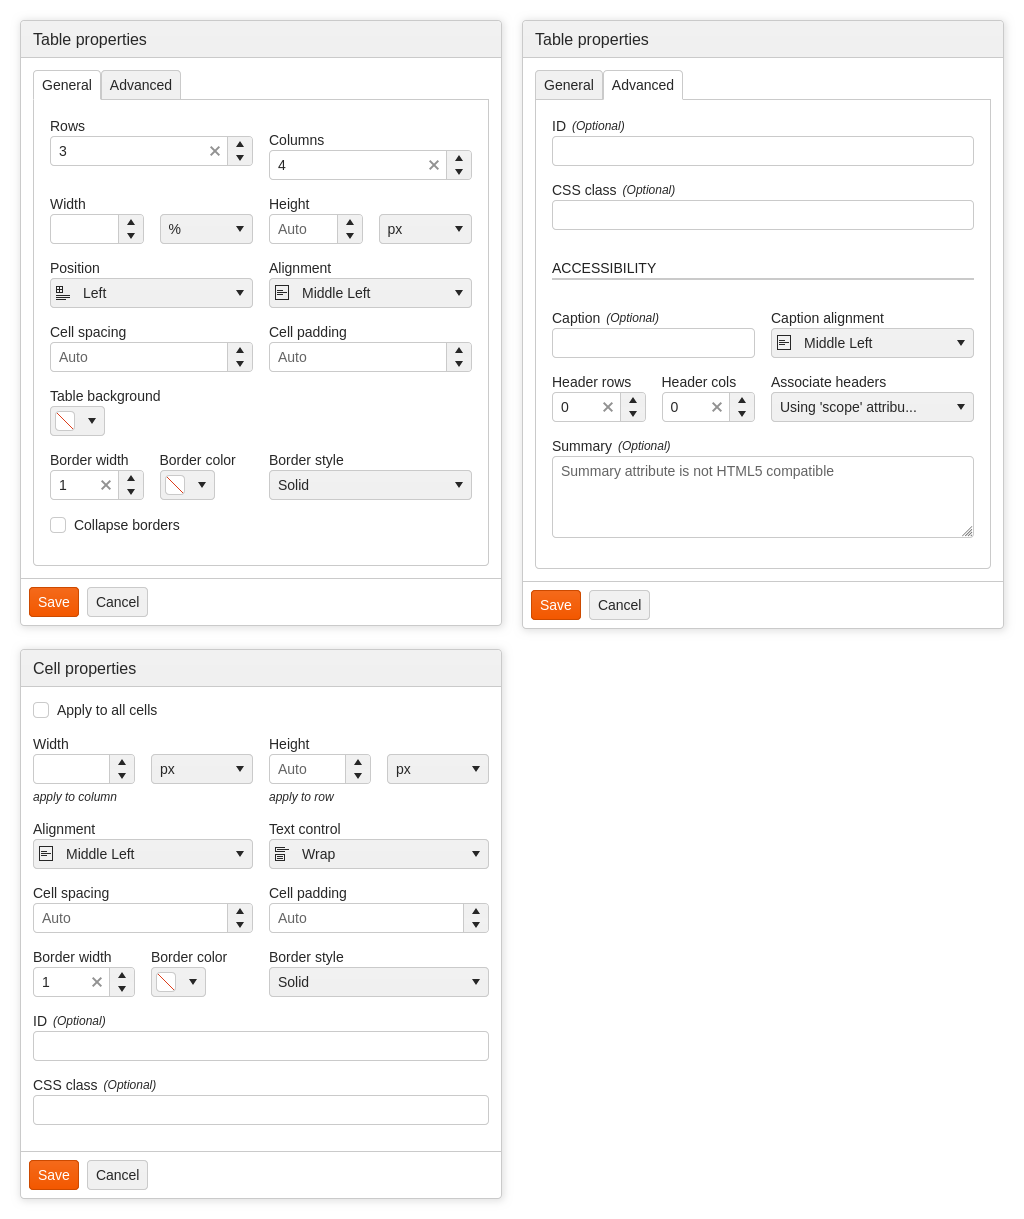 Table properties
General Advanced
Rows
3
Columns
4
Width
%
Height
Auto px
Position
Left
Alignment
Middle Left
Cell spacing
Auto
Cell padding
Auto
Table background
Border width
1
Border color
Border style
Solid
Collapse borders
Save Cancel
Table properties
General Advanced
ID (Optional)
CSS class (Optional)
ACCESSIBILITY
Caption (Optional)
Caption alignment
Middle Left
Header rows
0
Header cols
0
Associate headers
Using 'scope' attribu...
Summary (Optional)
Summary attribute is not HTML5 compatible
Save Cancel
Cell properties
Apply to all cells
Width
px
apply to column
Height
Auto px
apply to row
Alignment
Middle Left
Text control
Wrap
Cell spacing
Auto
Cell padding
Auto
Border width
1
Border color
Border style
Solid
ID (Optional)
CSS class (Optional)
Save Cancel